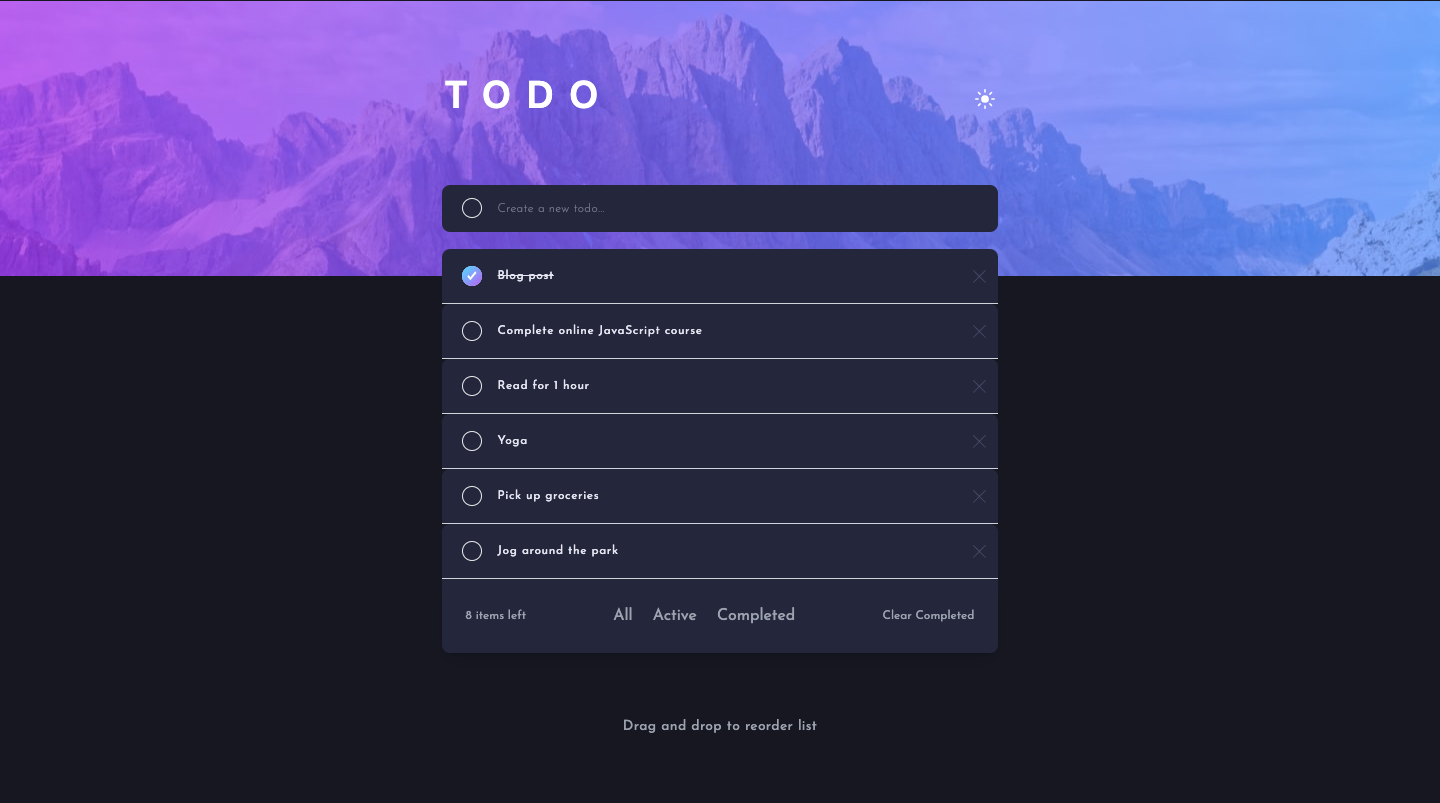 TODO
Create a new todo...
Blog post
Complete online JavaScript course
Read for 1 hour
Yoga
Pick up groceries
Jog around the park
8 items left All Active Completed Clear Completed
Drag and drop to reorder list